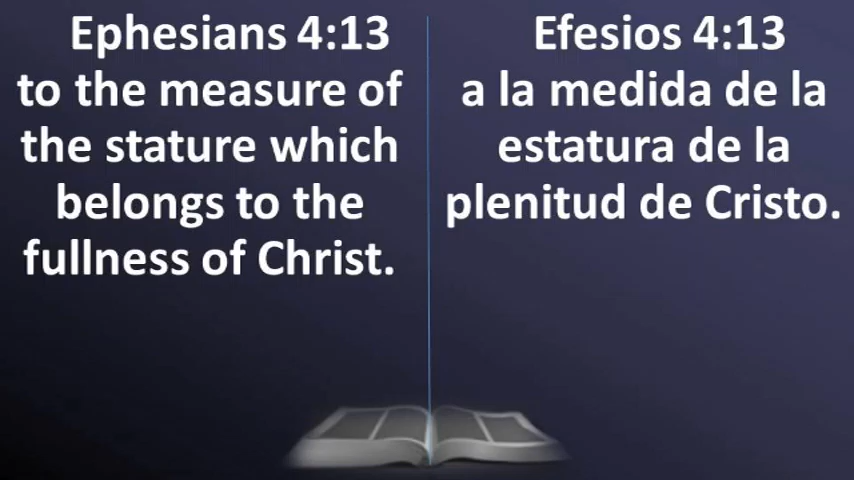 Ephesians 4:13
to the measure of
the stature which
belongs to the
fullness of Christ.
Efesios 4:13
a la medida de la
estatura de la
plenitud de Cristo.